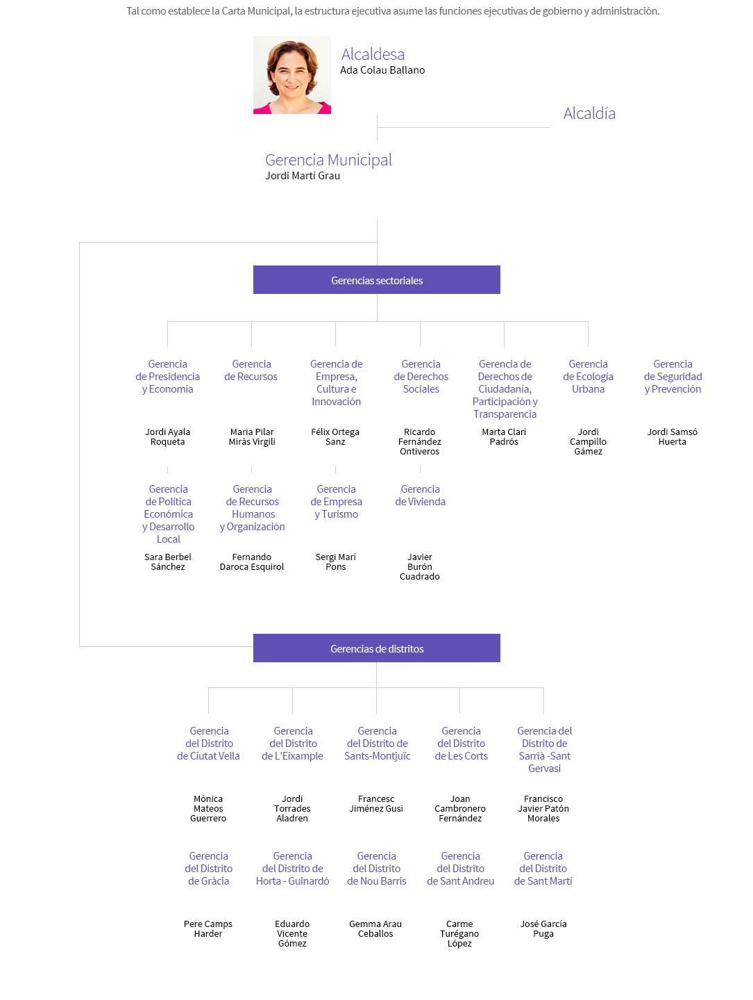 Tal como establece la Carta Municipal, la estructura ejecutiva asume las funciones ejecutivas de gobierno y administración.
Alcaldesa
Ada Colau Ballano
Alcaldía
Gerencia Municipal
Jordi Martí Grau
Gerencias sectoriales
Gerencia
de Presidencia
y Economía
Jordi Ayala
Roqueta
Gerencia
de Recursos
Maria Pilar
Miràs Virgili
Gerencia de
Empresa,
Cultura e
Innovación
Félix Ortega
Sanz
Gerencia
de Derechos
Sociales
Ricardo
Fernández
Ontiveros
Gerencia de
Derechos de
Ciudadanía,
Participación y
Transparencia
Marta Clari
Padrós
Gerencia
de Ecología
Urbana
Jordi
Campillo
Gámez
Gerencia
de Seguridad
y Prevención
Jordi Samsó
Huerta
Gerencia
de Política
Económica
y Desarrollo
Local
Sara Berbel
Sánchez
Gerencia
de Recursos
Humanos
y Organización
Fernando
Daroca Esquirol
Gerencia
de Empresa
y Turismo
Sergi Marí
Pons
Gerencia
de Vivienda
Javier
Burón
Cuadrado
Gerencias de distritos
Gerencia
del Distrito
de Ciutat Vella
Mònica
Mateos
Guerrero
Gerencia
del Distrito
de L'Eixample
Jordi
Torrades
Aladren
Gerencia
del Distrito de
Sants-Montjuïc
Francesc
Jiménez Gusi
Gerencia
del Distrito
de Les Corts
Joan
Cambronero
Fernández
Gerencia del
Distrito de
Sarrià -Sant
Gervasi
Francisco
Javier Patón
Morales
Gerencia
del Distrito
de Gràcia
Pere Camps
Harder
Gerencia
del Distrito de
Horta - Guinardó
Eduardo
Vicente
Gómez
Gerencia
del Distrito
de Nou Barris
Gemma Arau
Ceballos
Gerencia
del Distrito
de Sant Andreu
Carme
Turégano
López
Gerencia
del Distrito
de Sant Martí
José García
Puga